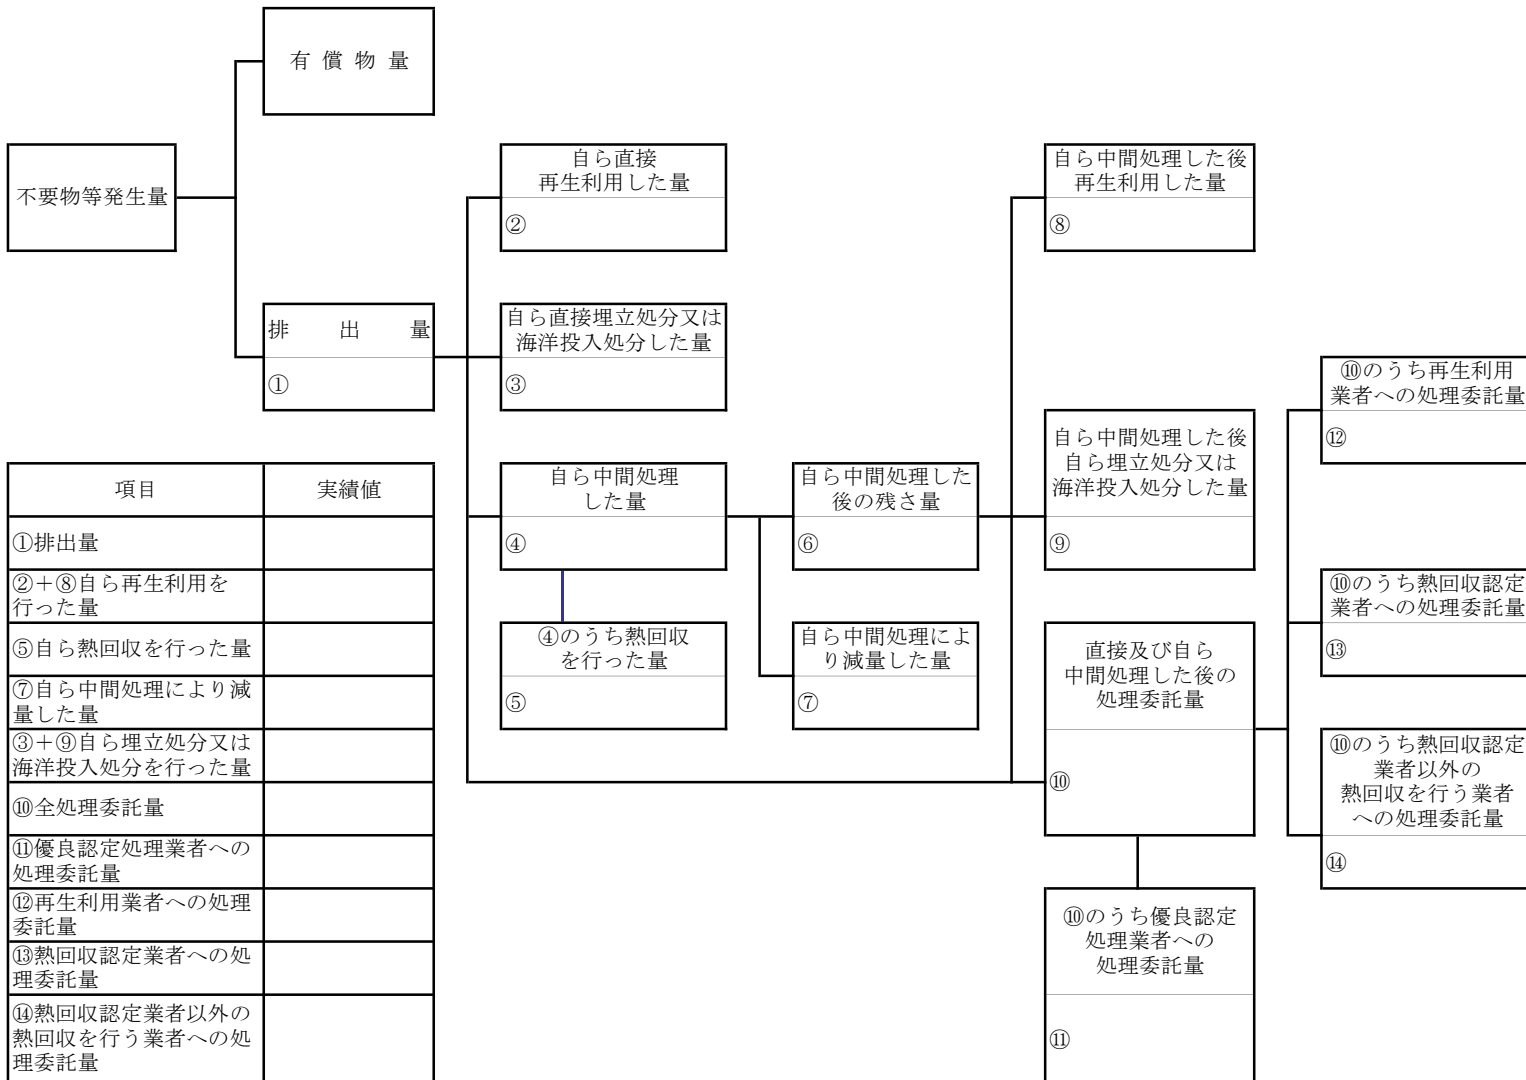 有 償 物 量
不要物等発生量
自ら直接
再生利用した量
②
自ら中間処理した後
再生利用した量
⑧
排 出 量
①
自ら直接埋立処分又は
海洋投入処分した量
③
⑩のうち再生利用
業者への処理委託量
⑫
自ら中間処理
した量
④
自ら中間処理した
後の残さ量
⑥
自ら中間処理した後
自ら埋立処分又は
海洋投入処分した量
⑨
④のうち熱回収
を行った量
⑤
自ら中間処理によ
り減量した量
⑦
直接及び自ら
中間処理した後の
処理委託量
⑩
⑩のうち熱回収認定
業者への処理委託量
⑬
⑩のうち熱回収認定
業者以外の
熱回収を行う業者
への処理委託量
⑭
⑩のうち優良認定
処理業者への
処理委託量
⑪
項目 実績値
①排出量
②＋⑧自ら再生利用を
行った量
⑤自ら熱回収を行った量
⑦自ら中間処理により減
量した量
③＋⑨自ら埋立処分又は
海洋投入処分を行った量
⑩全処理委託量
⑪優良認定処理業者への
処理委託量
⑫再生利用業者への処理
委託量
⑬熱回収認定業者への処
理委託量
⑭熱回収認定業者以外の
熱回収を行う業者への処
理委託量